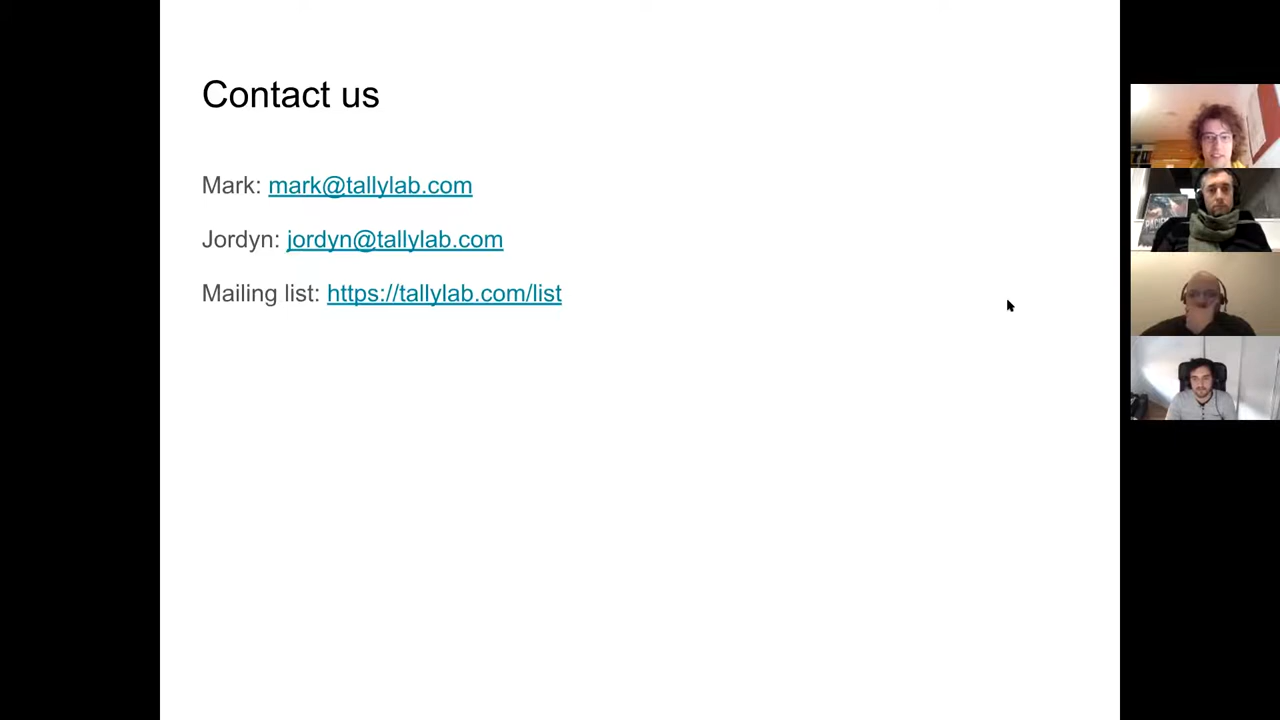 Contact us
Mark: mark@tallylab.com
Jordyn: jordyn@tallylab.com
Mailing list: https://tallylab.com/list